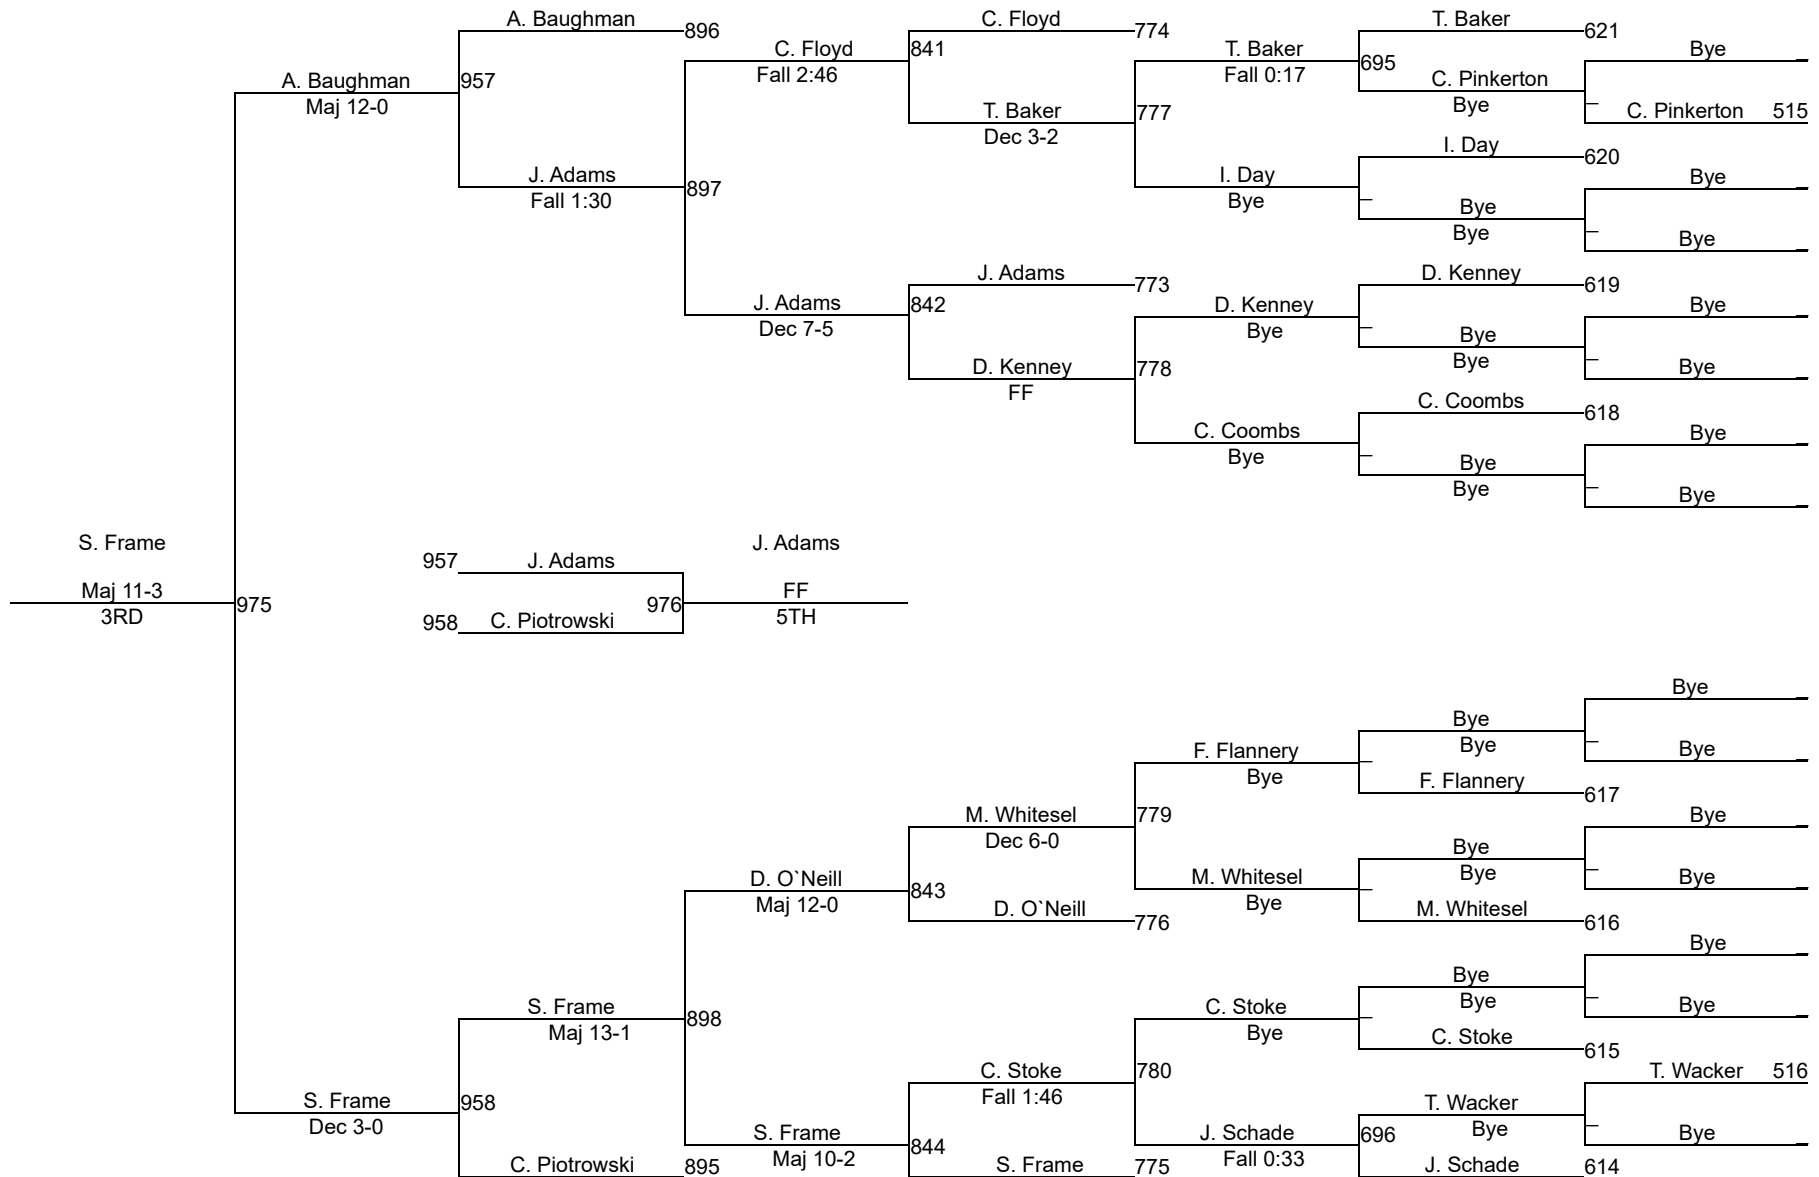 A. Baughman 896 C. Floyd 774 T. Baker 621
C. Floyd 841 T. Baker Bye
Fall 2:46 Fall 0:17 695
A. Baughman 957 C. Pinkerton
Maj 12-0 T. Baker 777 Bye C. Pinkerton 515
Dec 3-2
I. Day 620
J. Adams 897 I. Day Bye
Fall 1:30 Bye Bye
Bye Bye
J. Adams 773 D. Kenney 619
J. Adams 842 D. Kenney Bye
Dec 7-5 Bye Bye
D. Kenney 778 Bye Bye
FF
C. Coombs 618
C. Coombs Bye
Bye Bye
Bye Bye
S. Frame J. Adams
957 J. Adams
Maj 11-3 975 976 FF
3RD 958 C. Piotrowski 5TH
Bye
Bye
F. Flannery Bye Bye
Bye F. Flannery 617
M. Whitesel 779 Bye
Dec 6-0 Bye
D. O`Neill 843 M. Whitesel Bye Bye
Maj 12-0 D. O`Neill 776 Bye M. Whitesel 616
Bye
Bye
S. Frame 898 C. Stoke Bye Bye
Maj 13-1 Bye C. Stoke 615
C. Stoke 780 T. Wacker 516
S. Frame 958 Fall 1:46 T. Wacker
Dec 3-0 S. Frame 844 J. Schade 696 Bye Bye
C. Piotrowski 895 Maj 10-2 S. Frame 775 Fall 0:33 J. Schade 614